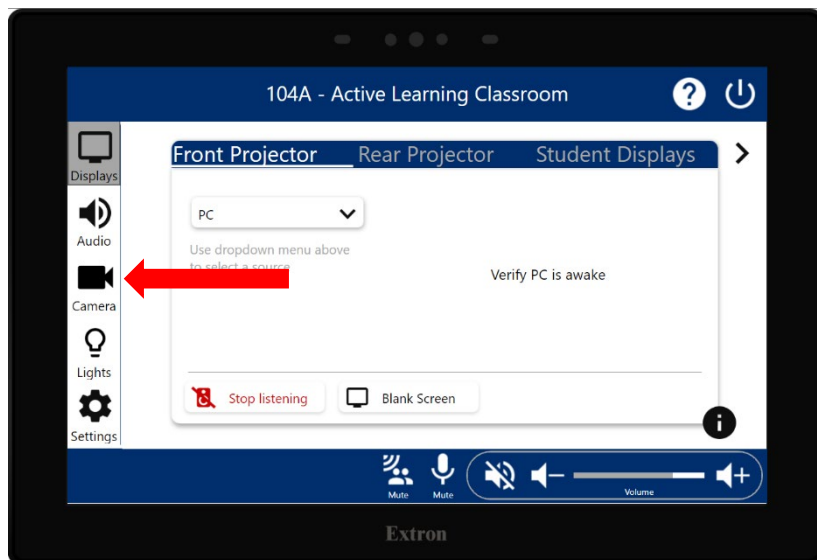 104A - Active Learning Classroom
?
Displays
Audio
Camera
Lights
Settings
Front Projector Rear Projector Student Displays
PC
Use dropdown menu above
to select a source
Verify PC is awake
Stop listening
Blank Screen
i
Mute
Mute
Volume
Extron